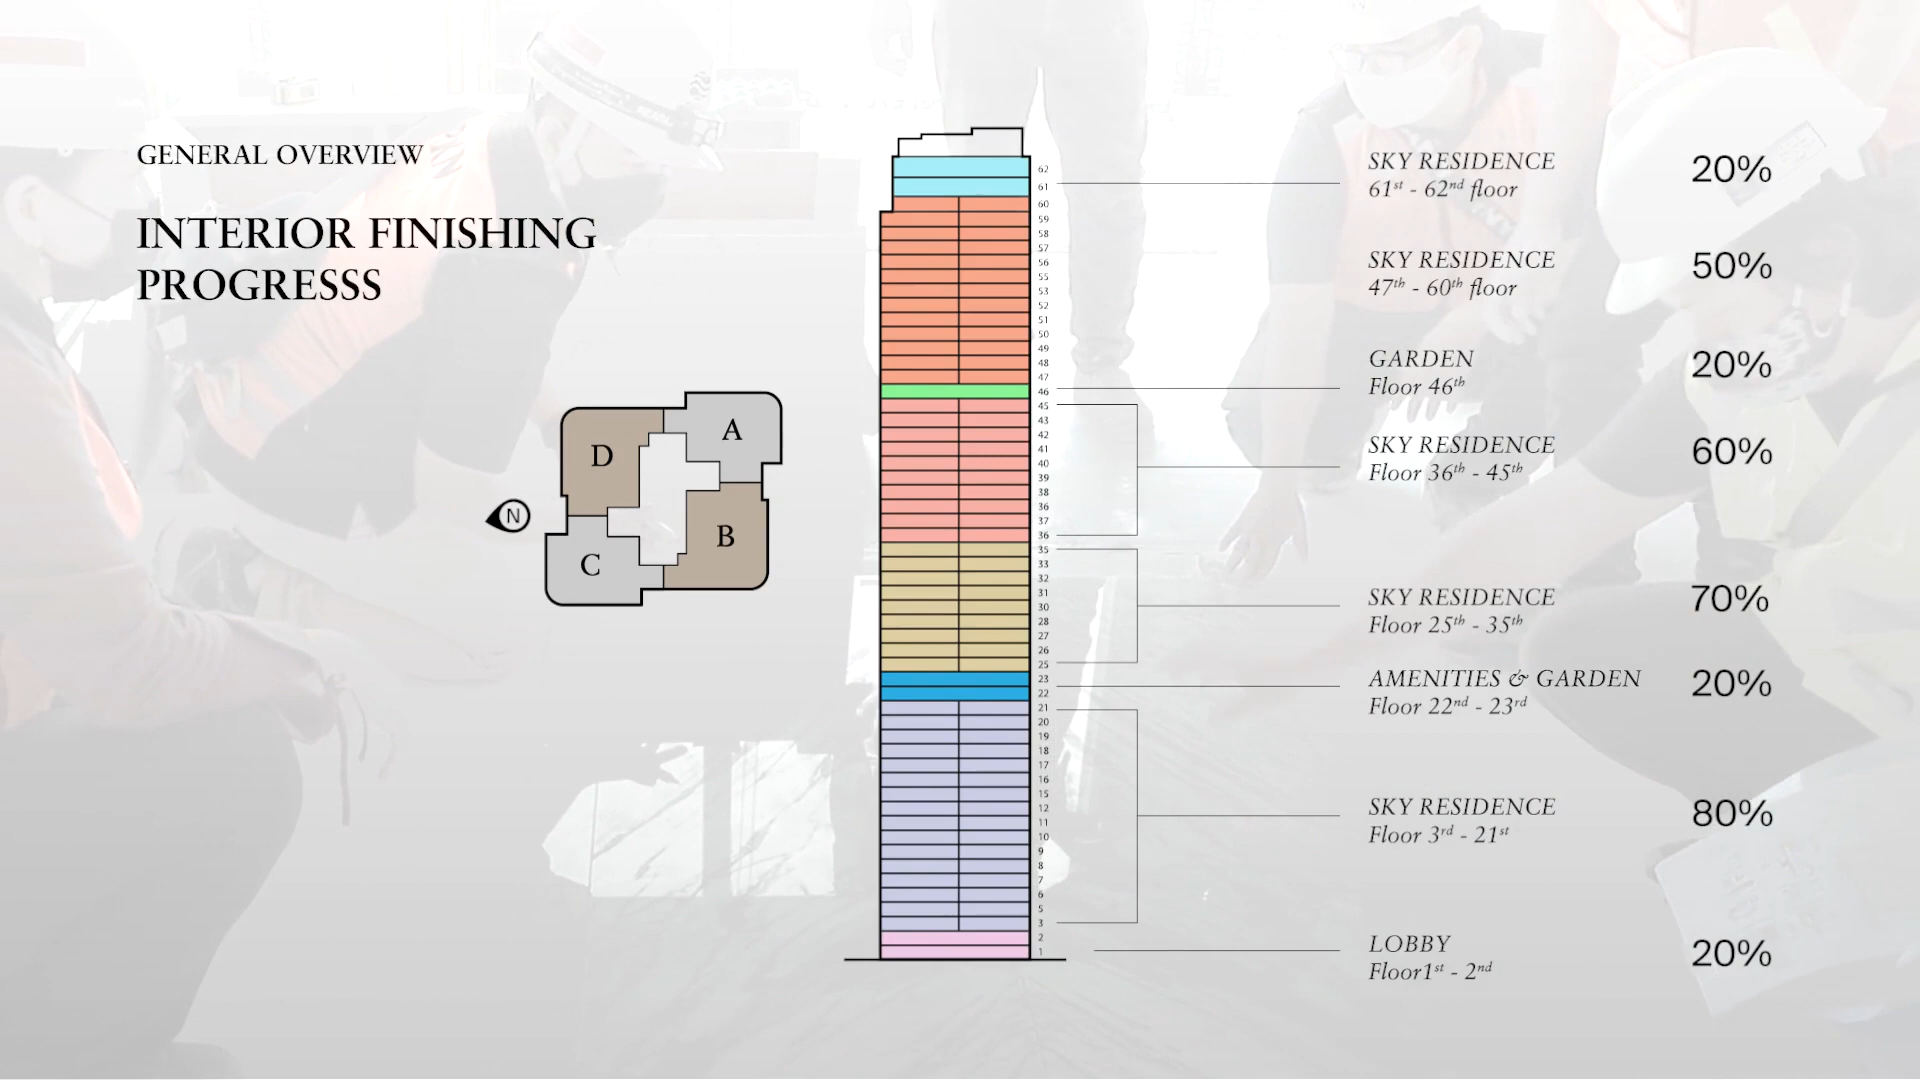 GENERAL OVERVIEW
INTERIOR FINISHING
PROGRESSS
D
A
N
C
B
62
61
60
59
58
57
56
55
53
52
51
50
49
48
47
46
45
43
42
41
40
39
38
36
37
36
35
33
32
31
30
28
27
26
25
23
22
21
20
19
18
17
16
15
12
11
10
9
8
7
6
5
3
2
1
SKY RESIDENCE 20%
61st - 62nd floor
SKY RESIDENCE 50%
47th - 60th floor
GARDEN 20%
Floor 46th
SKY RESIDENCE 60%
Floor 36th - 45th
SKY RESIDENCE 70%
Floor 25th - 35th
AMENITIES & GARDEN 20%
Floor 22nd - 23rd
SKY RESIDENCE 80%
Floor 3rd - 21st
LOBBY 20%
Floor1st - 2nd